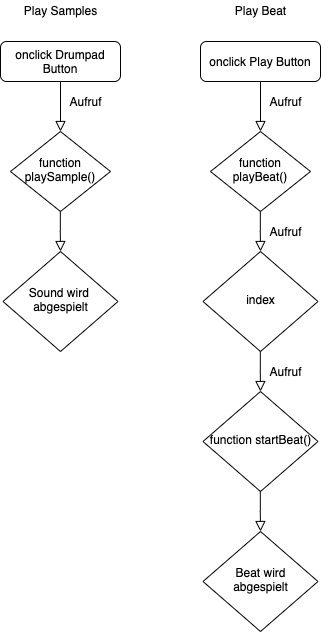 Play Samples
onclick Drumpad
Button
Aufruf
function
playSample()
Sound wird
abgespielt
Play Beat
onclick Play Button
Aufruf
function
playBeat()
Aufruf
index
Aufruf
function startBeat()
Beat wird
abgespielt